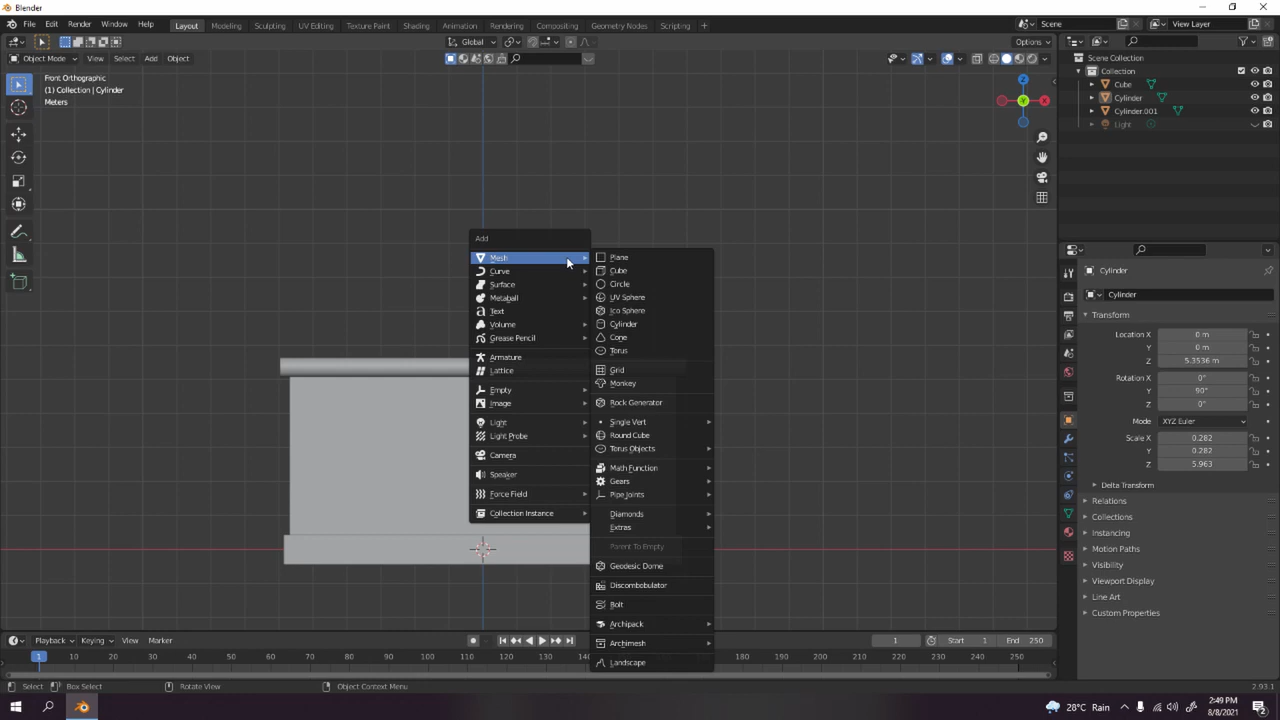 Blender
File Edit Render Window Help Layout Modeling Sculpting UV Editing Texture Paint Shading Animation Rendering Compositing Geometry Nodes Scripting + Scene View Layer
Global Options
Object Mode View Select Add Object
Front Orthographic
(1) Collection | Cylinder
Meters
Z
Y
X
Add
Mesh
Curve
Surface
Metaball
Text
Volume
Grease Pencil
Armature
Lattice
Empty
Image
Light
Light Probe
Camera
Speaker
Force Field
Collection Instance
Plane
Cube
Circle
UV Sphere
Ico Sphere
Cylinder
Cone
Torus
Grid
Monkey
Rock Generator
Single Vert
Round Cube
Torus Objects
Math Function
Gears
Pipe Joints
Diamonds
Extras
Parent To Empty
Geodesic Dome
Discombobulator
Bolt
Archipack
Archimesh
Landscape
Scene Collection
Collection
Cube
Cylinder
Cylinder.001
Light
Cylinder
Cylinder
Transform
Location X 0 m
Y 0 m
Z 5.3536 m
Rotation X 0°
Y 90°
Z 0°
Mode XYZ Euler
Scale X 0.282
Y 0.282
Z 5.963
Delta Transform
Relations
Collections
Instancing
Motion Paths
Visibility
Viewport Display
Line Art
Custom Properties
Playback Keying View Marker 1 Start 1 End 250
1 10 20 30 40 50 60 70 80 90 100 110 120 130 140 150 160 170 180 190 200 210 220 230 240 250
Select Box Select Rotate View Object Context Menu 2.93.1
28°C Rain 2:49 PM
8/8/2021 2